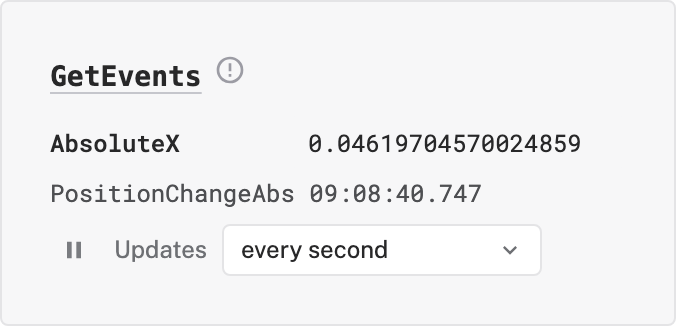 GetEvents
AbsoluteX 0.04619704570024859
PositionChangeAbs 09:08:40.747
Updates every second